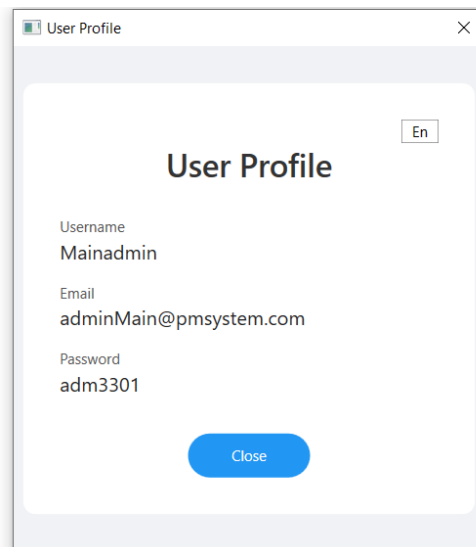 User Profile
En
User Profile
Username
Mainadmin
Email
adminMain@pmsystem.com
Password
adm3301
Close